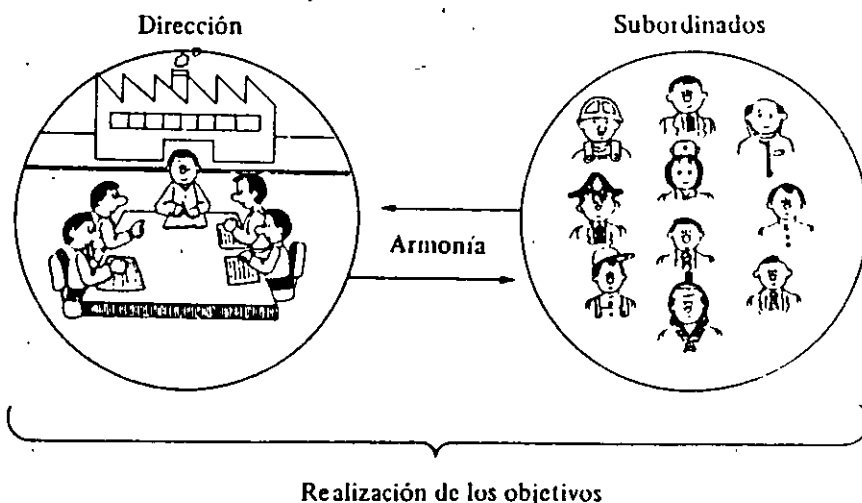 Dirección
Subordinados
Armonía
Realización de los objetivos